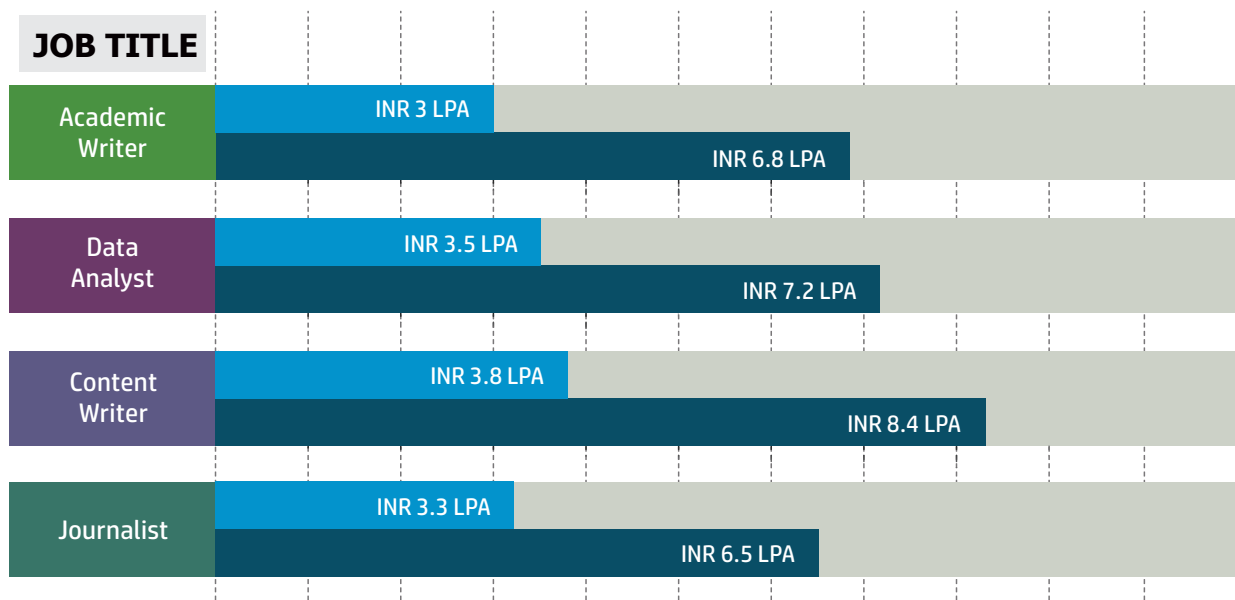 JOB TITLE
Academic
Writer
INR 3 LPA
INR 6.8 LPA
Data
Analyst
INR 3.5 LPA
INR 7.2 LPA
Content
Writer
INR 3.8 LPA
INR 8.4 LPA
Journalist
INR 3.3 LPA
INR 6.5 LPA